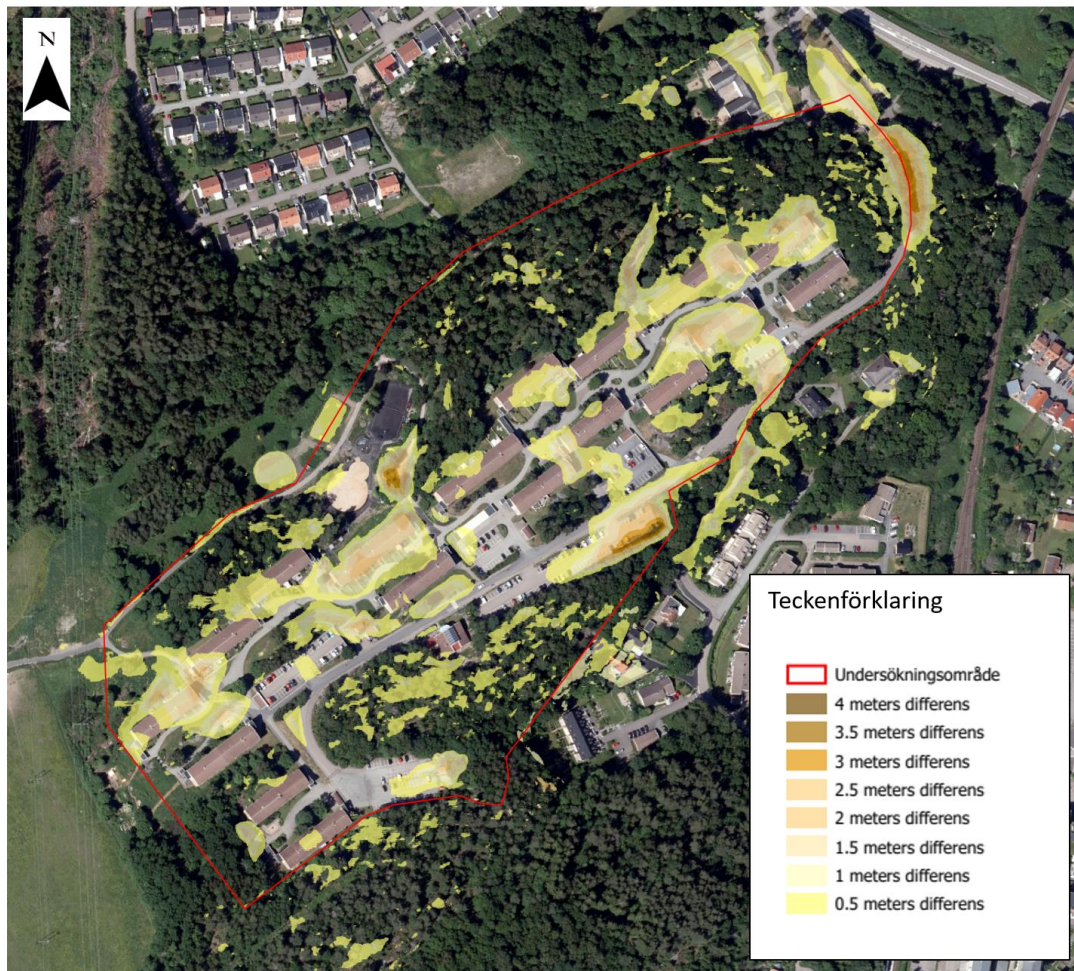 N
Teckenförklaring
Undersökningsområde
4 meters differens
3.5 meters differens
3 meters differens
2.5 meters differens
2 meters differens
1.5 meters differens
1 meters differens
0.5 meters differens